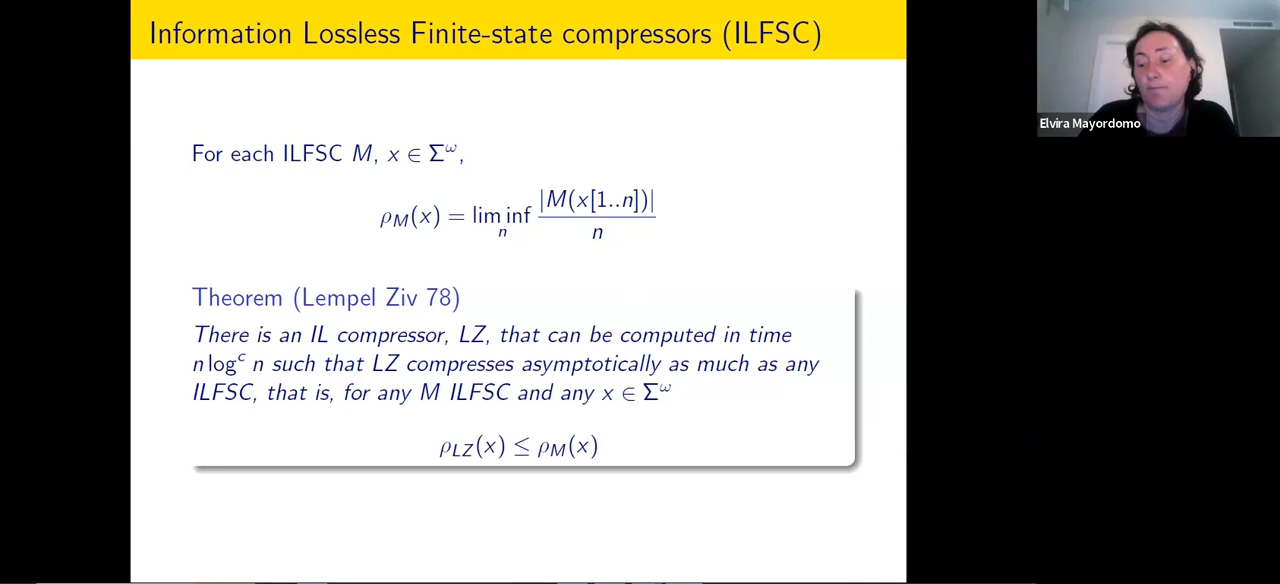 Information Lossless Finite-state compressors (ILFSC)
For each ILFSC M, x ∈ Σ^ω,
ρ_M(x) = lim inf_n |M(x[1..n])| / n
Theorem (Lempel Ziv 78)
There is an IL compressor, LZ, that can be computed in time
n log^c n such that LZ compresses asymptotically as much as any
ILFSC, that is, for any M ILFSC and any x ∈ Σ^ω
ρ_LZ(x) ≤ ρ_M(x)
Elvira Mayordomo